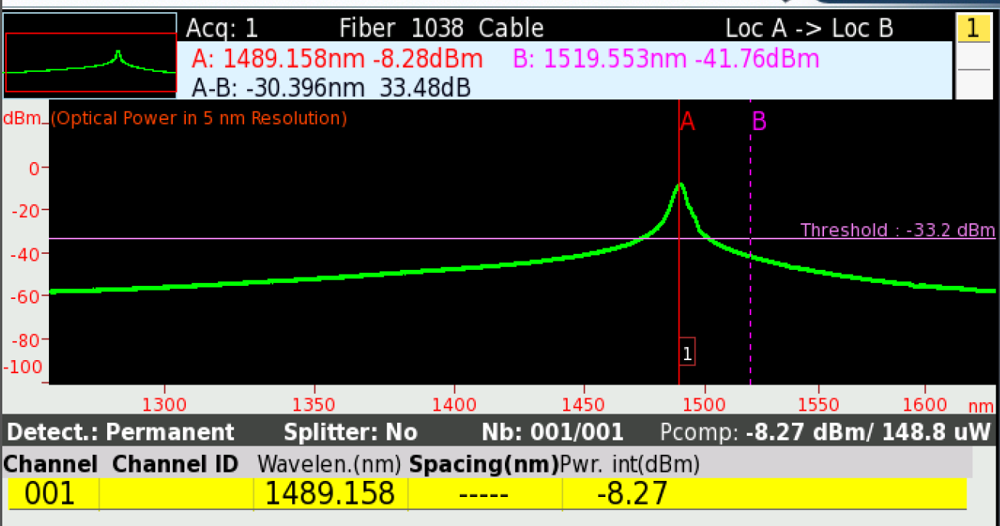 Acq: 1 Fiber 1038 Cable Loc A -> Loc B 1
A: 1489.158nm -8.28dBm B: 1519.553nm -41.76dBm
A-B: -30.396nm 33.48dB
dBm (Optical Power in 5 nm Resolution) A B
0
-20
Threshold : -33.2 dBm
-40
-60
-80
1
-100
1300 1350 1400 1450 1500 1550 1600 nm
Detect.: Permanent Splitter: No Nb: 001/001 Pcomp: -8.27 dBm/ 148.8 uW
Channel Channel ID Wavelen.(nm) Spacing(nm) Pwr. int(dBm)
001 1489.158 ----- -8.27